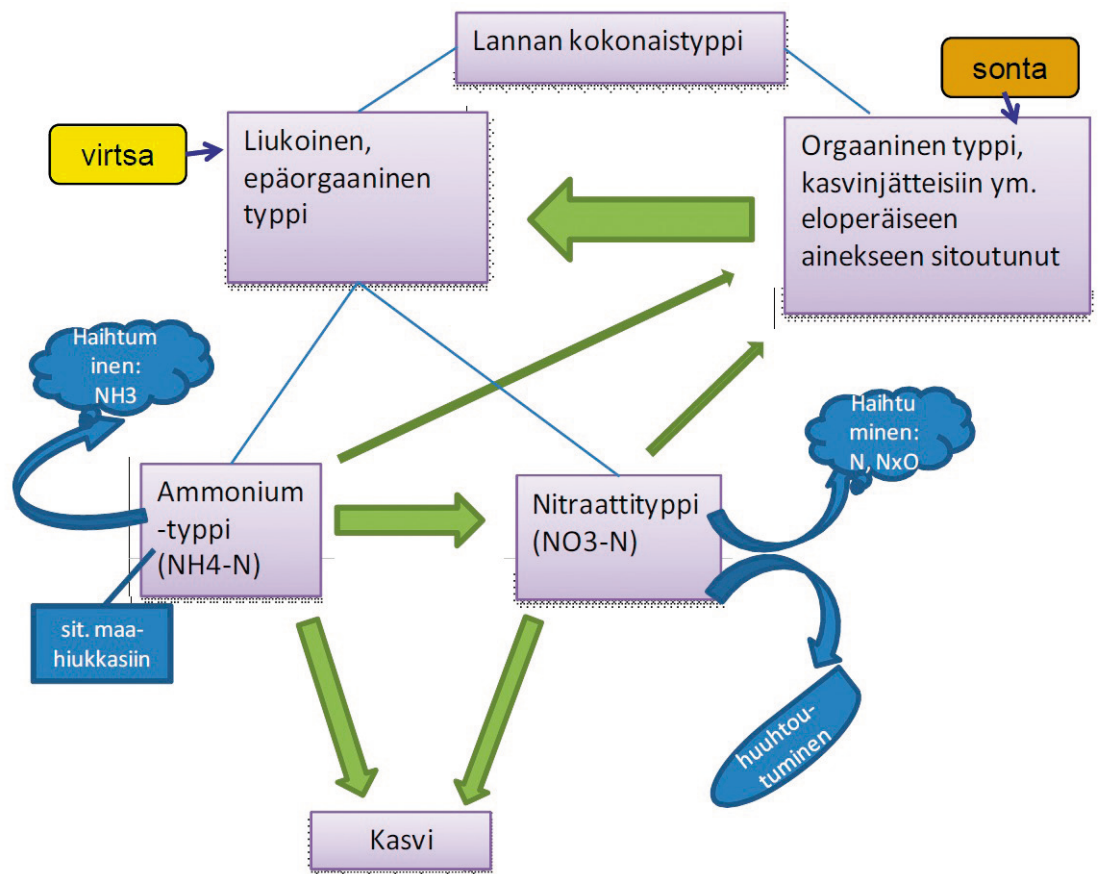 Lannan kokonaistyppi
sonta
virtsa
Liukoinen,
epäorgaaninen
typpi
Orgaaninen typpi,
kasvinjätteisiin ym.
eloperäiseen
ainekseen sitoutunut
Haihtum
inen:
NH3
Haihtu
minen:
N, NxO
Ammonium
-typpi
(NH4-N)
Nitraattityppi
(NO3-N)
sit. maa-
hiukkasiin
huuhtou-
tuminen
Kasvi